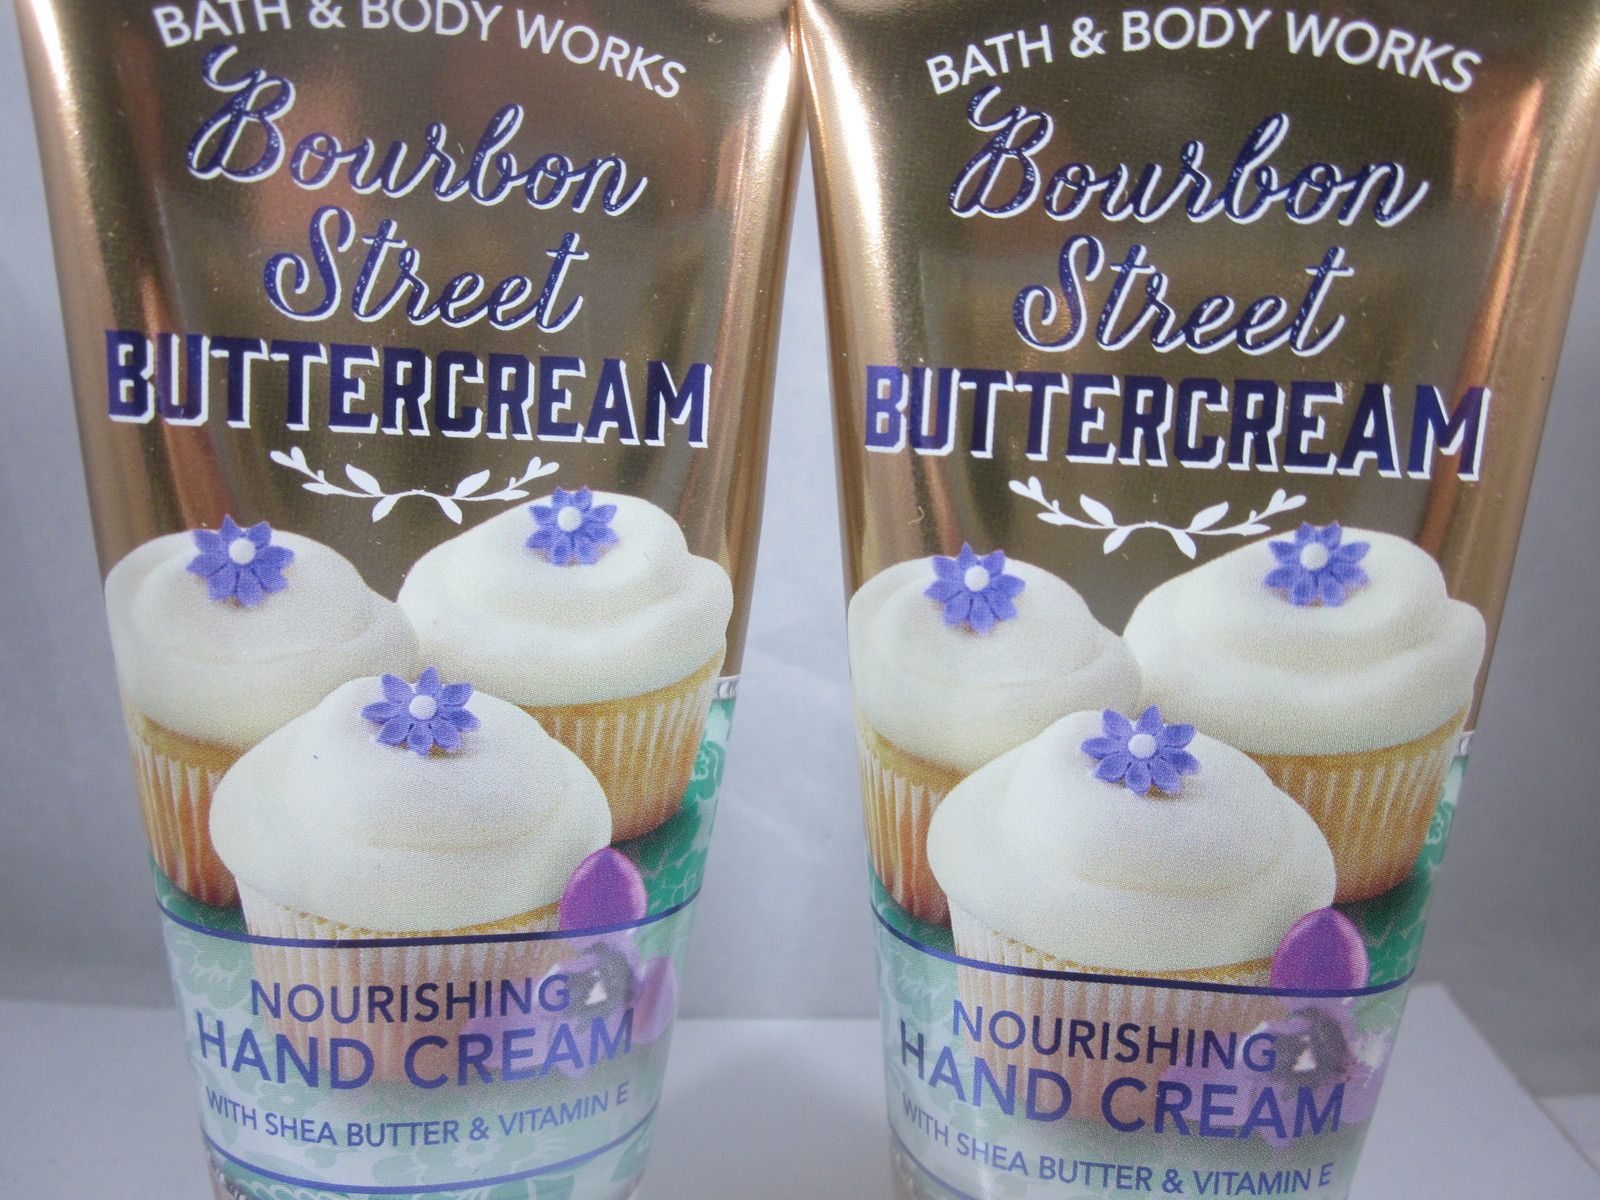 BATH & BODY WORKS
Bourbon
Street
BUTTERCREAM
NOURISHING
HAND CREAM
WITH SHEA BUTTER & VITAMIN E
BATH & BODY WORKS
Bourbon
Street
BUTTERCREAM
NOURISHING
HAND CREAM
WITH SHEA BUTTER & VITAMIN E